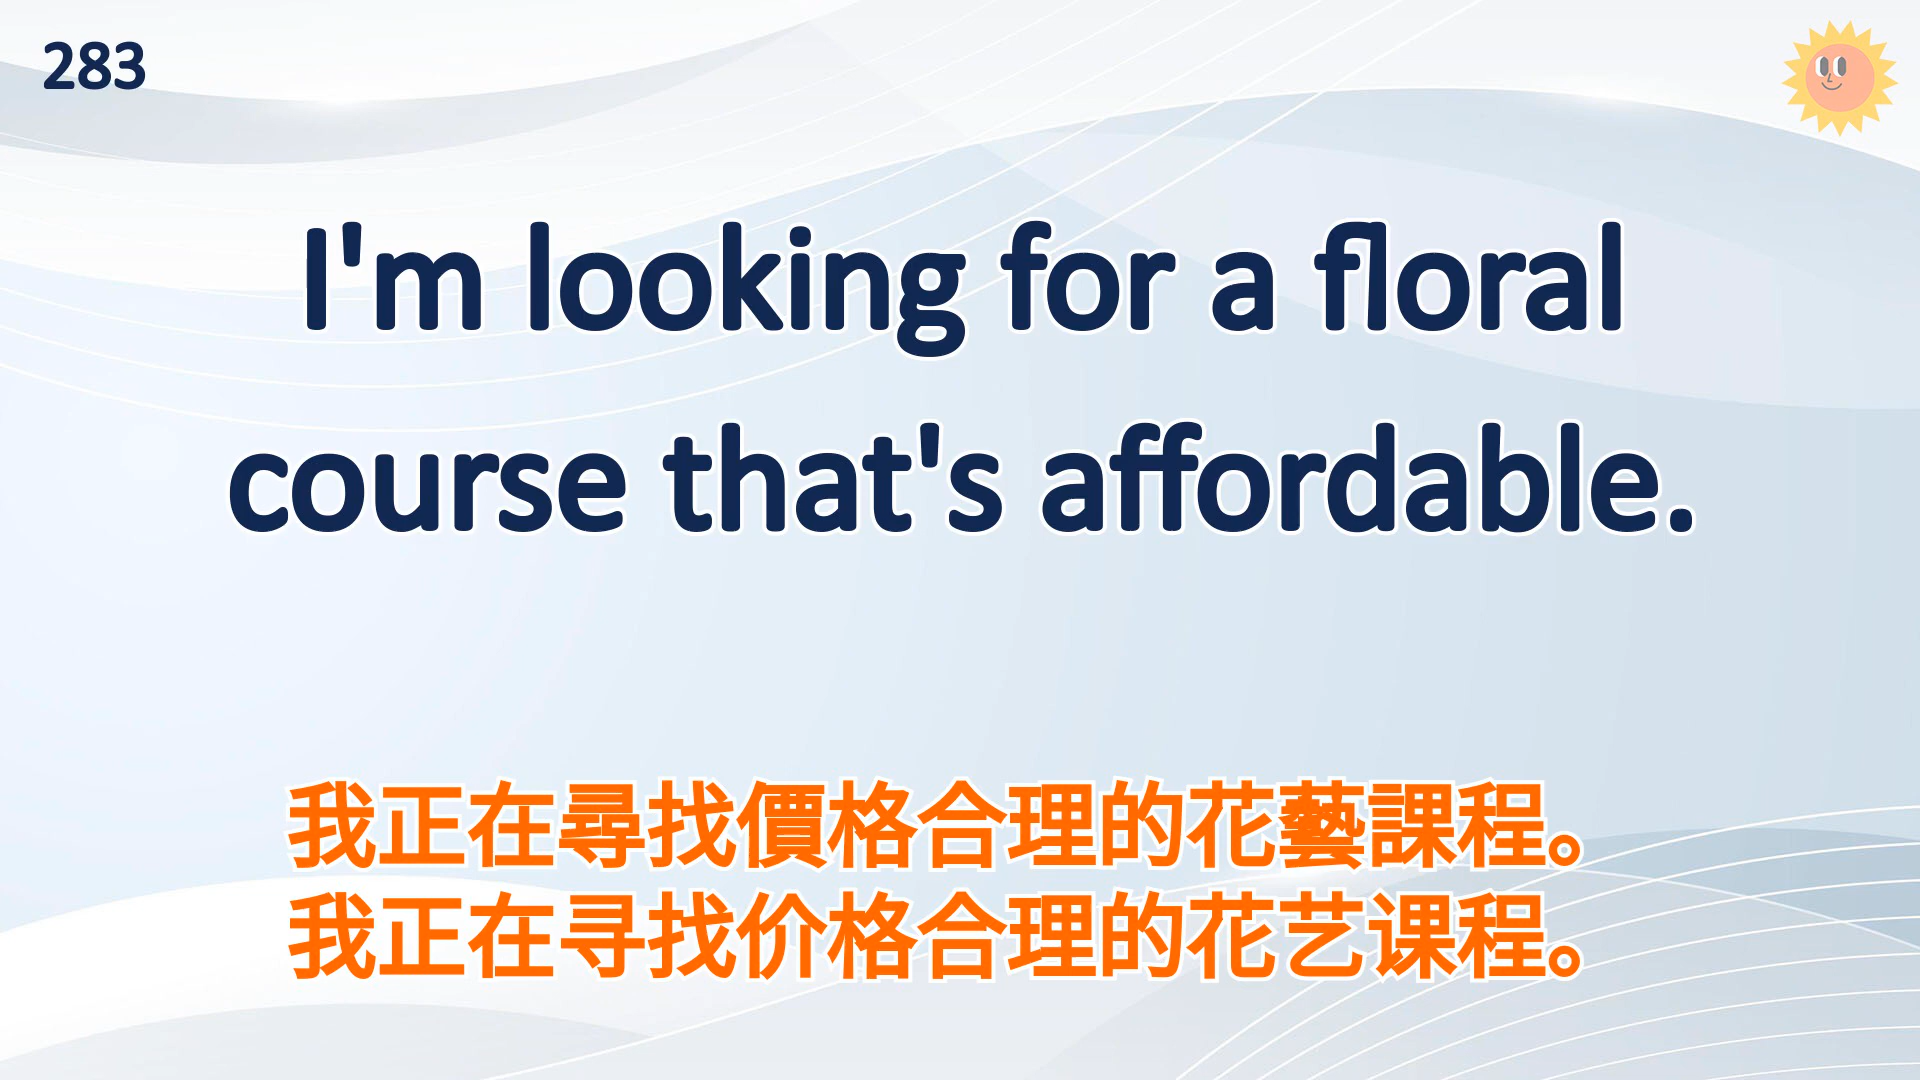 283
I'm looking for a floral
course that's affordable.
我正在尋找價格合理的花藝課程。
我正在寻找价格合理的花艺课程。